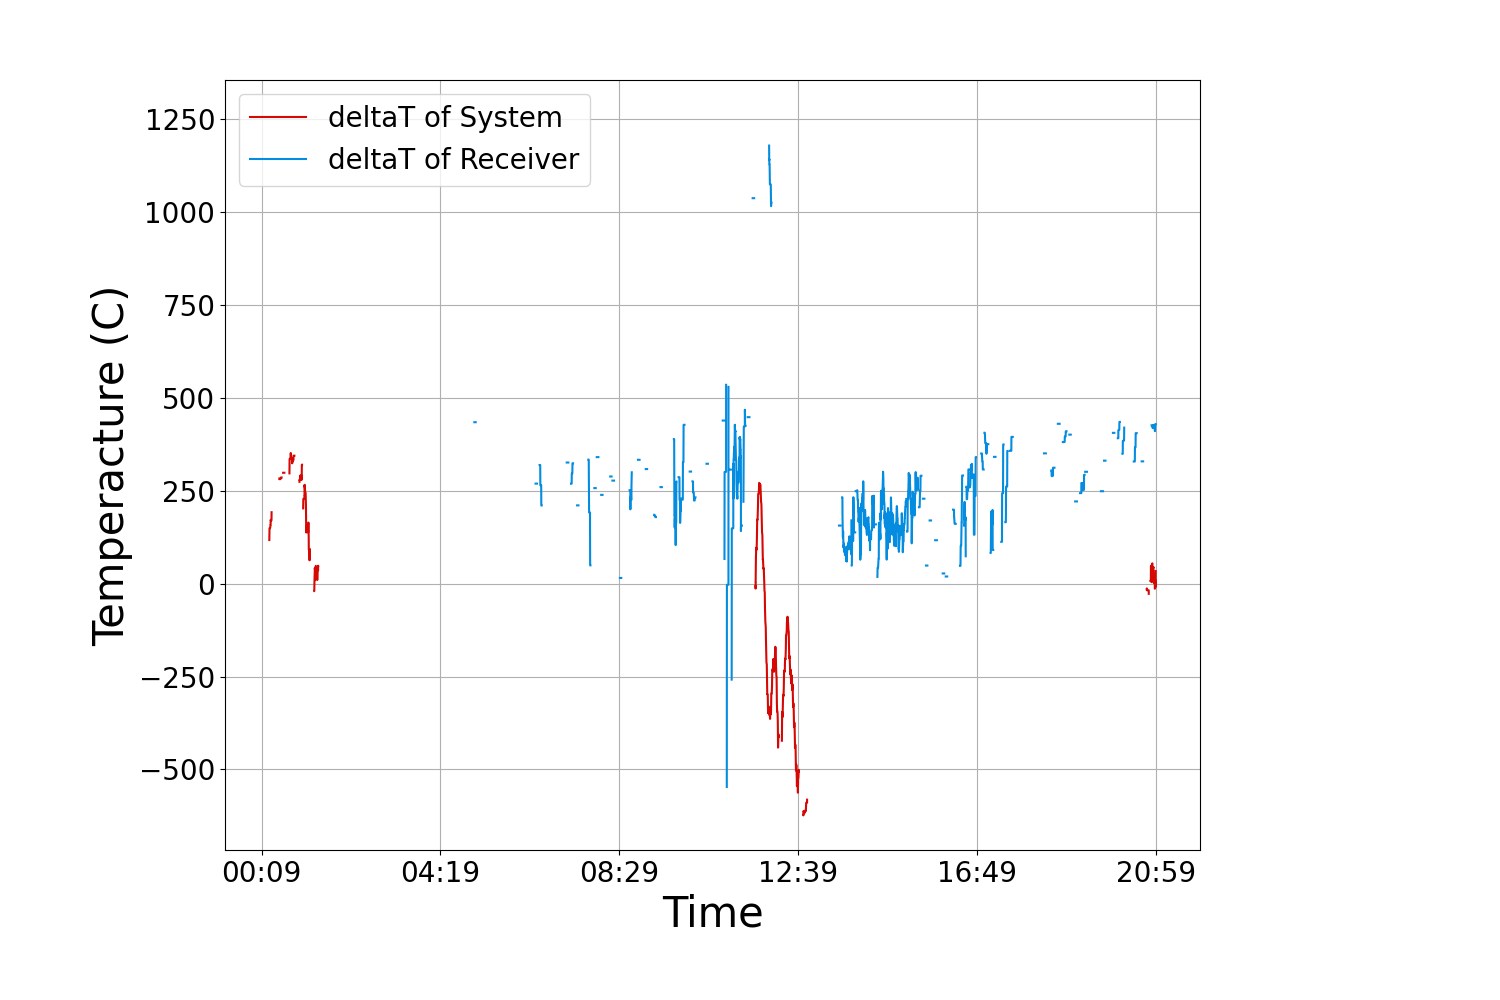 deltaT of System
deltaT of Receiver
1250
1000
750
500
250
0
−250
−500
Temperacture (C)
00:09 04:19 08:29 12:39 16:49 20:59
Time